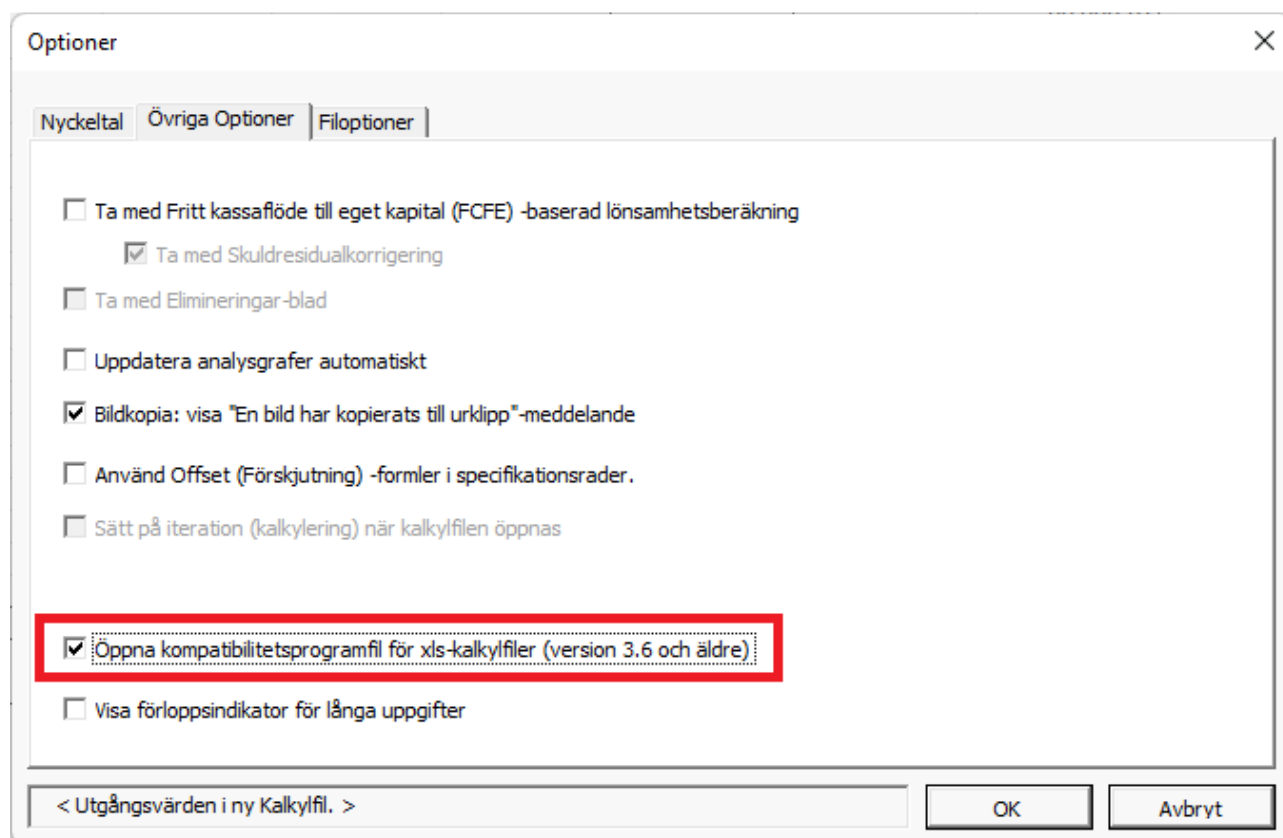 Optioner
Nyckeltal Övriga Optioner Filoptioner
Ta med Fritt kassaflöde till eget kapital (FCFE) -baserad lönsamhetsberäkning
Ta med Skuldresidualkorrigering
Ta med Elimineringar-blad
Uppdatera analysgrafer automatiskt
Bildkopia: visa "En bild har kopierats till urklipp"-meddelande
Använd Offset (Förskjutning) -formler i specifikationsrader.
Sätt på iteration (kalkylering) när kalkylfilen öppnas
Öppna kompatibilitetsprogramfil för xls-kalkylfiler (version 3.6 och äldre)
Visa förloppsindikator för långa uppgifter
< Utgångsvärden i ny Kalkylfil. > OK Avbryt